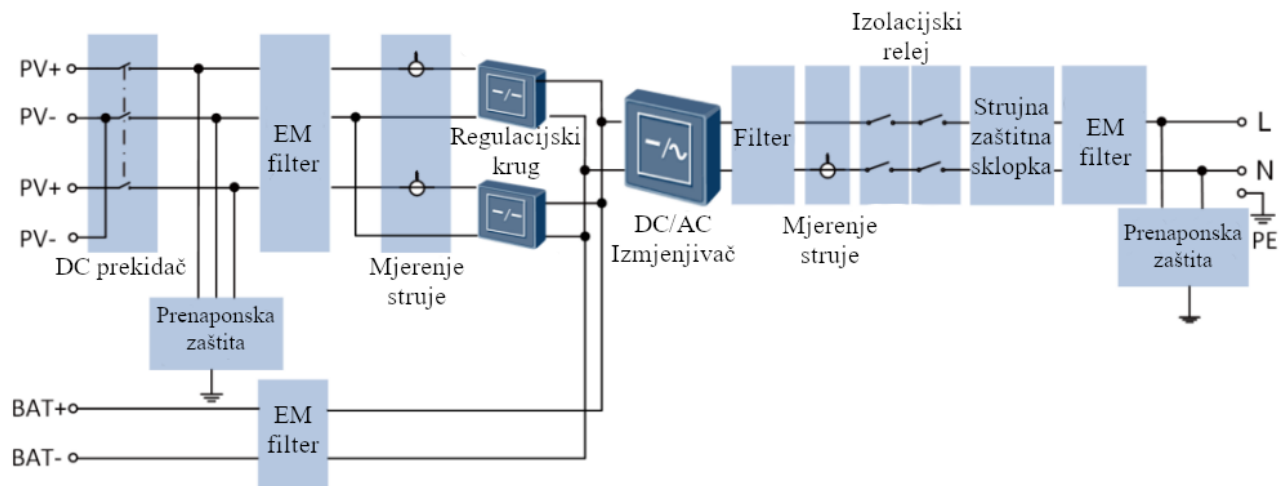 PV+
PV-
PV+
PV-
DC prekidač
EM
filter
Mjerenje
struje
Regulacijski
krug
Prenaponska
zaštita
BAT+
BAT-
EM
filter
DC/AC
Izmjenjivač
Filter
Mjerenje
struje
Izolacijski
relej
Strujna
zaštitna
sklopka
EM
filter
L
N
PE
Prenaponska
zaštita